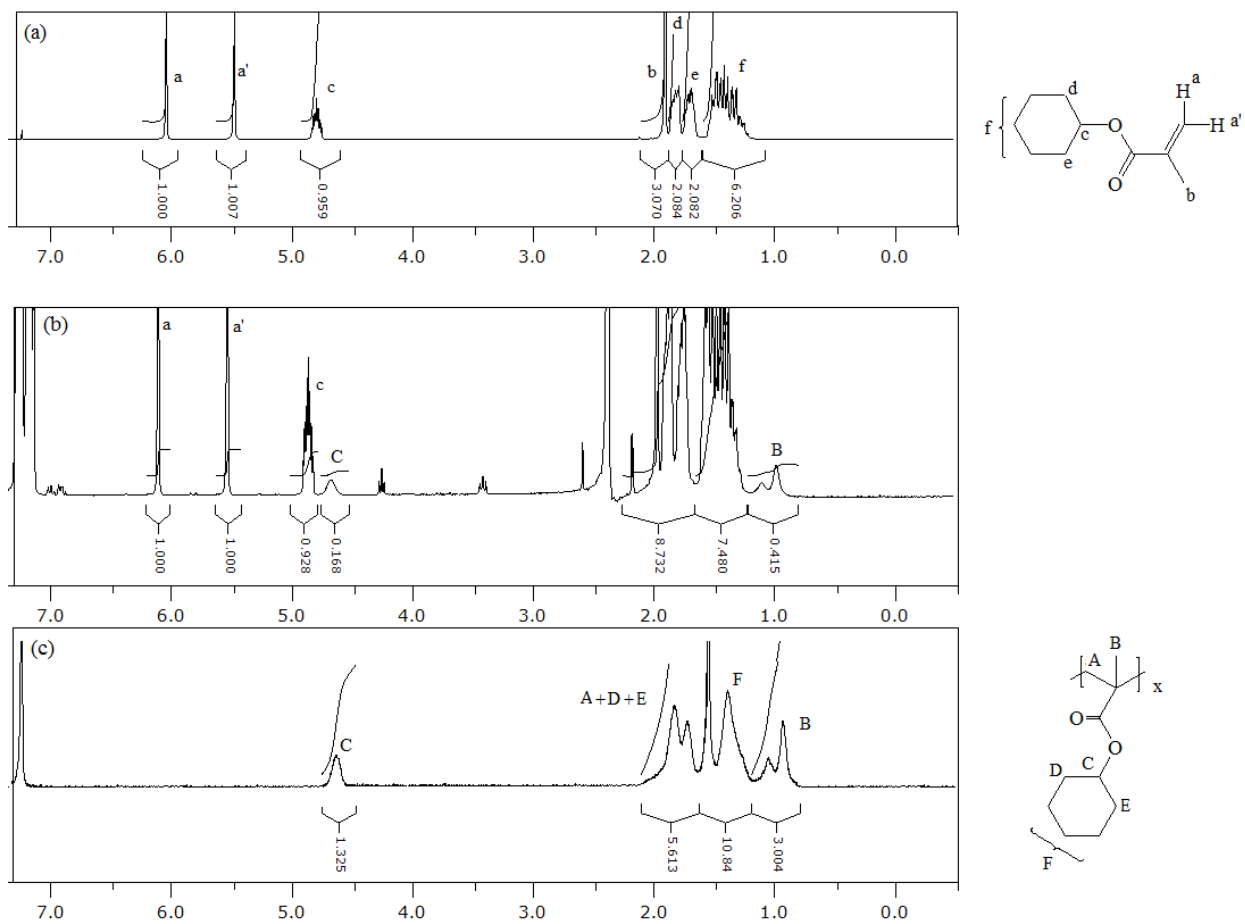 (a)
a
a'
c
b
d
e
f
1.000
1.007
0.959
3.070
2.084
2.082
6.206
7.0 6.0 5.0 4.0 3.0 2.0 1.0 0.0
f {
d
c
e
O
O
H a
H a'
b
(b)
a
a'
c
C
B
1.000
1.000
0.928
0.168
8.732
7.480
0.415
7.0 6.0 5.0 4.0 3.0 2.0 1.0 0.0
(c)
C
A+D+E
F
B
1.325
5.613
10.84
3.004
7.0 6.0 5.0 4.0 3.0 2.0 1.0 0.0
A
B
x
O
O
C
D
E
F